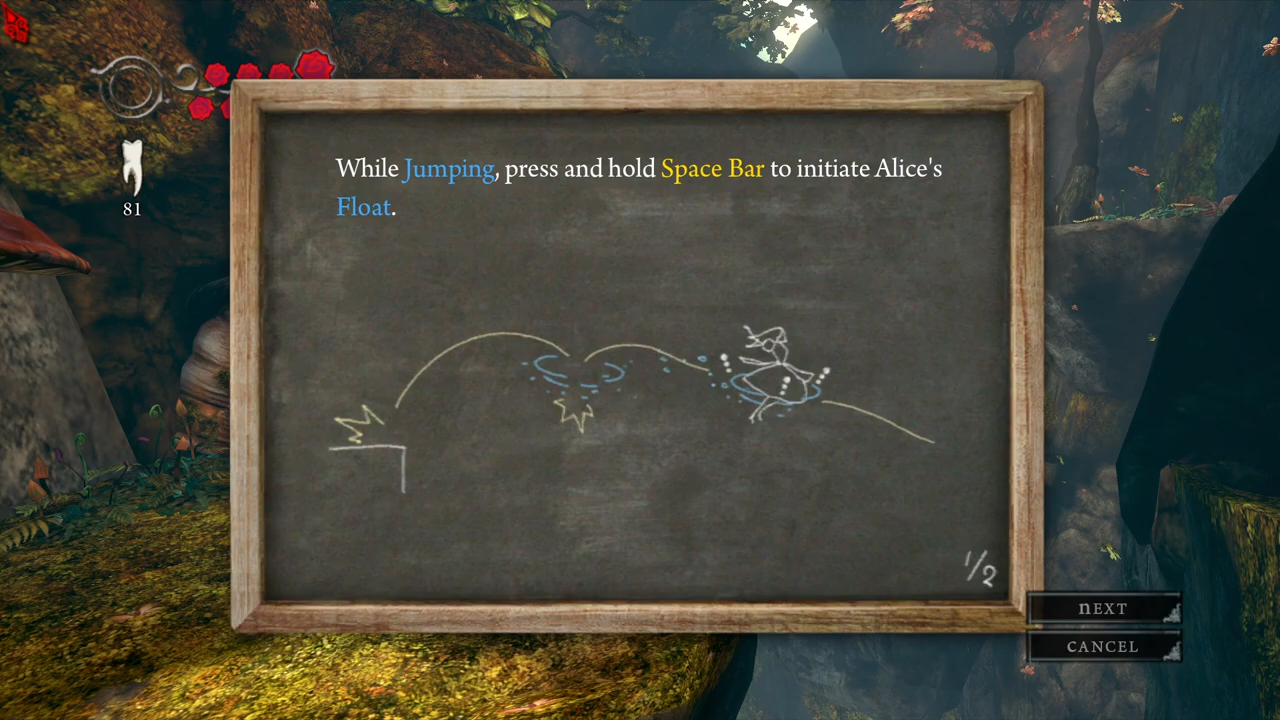 While Jumping, press and hold Space Bar to initiate Alice's
Float.
81
1/2
NEXT
CANCEL